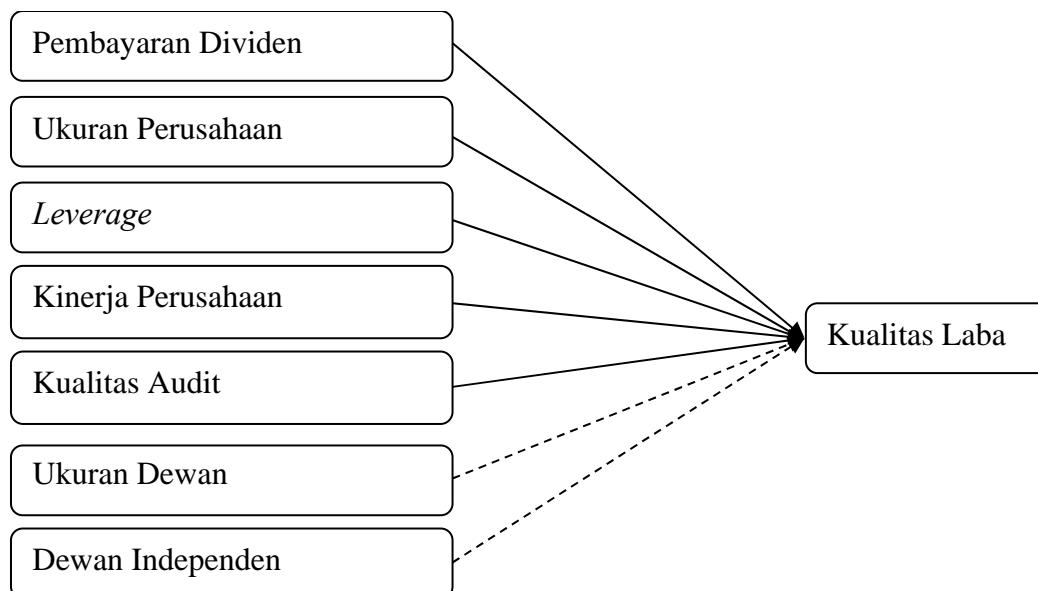 Pembayaran Dividen
Ukuran Perusahaan
Leverage
Kinerja Perusahaan
Kualitas Laba
Kualitas Audit
Ukuran Dewan
Dewan Independen